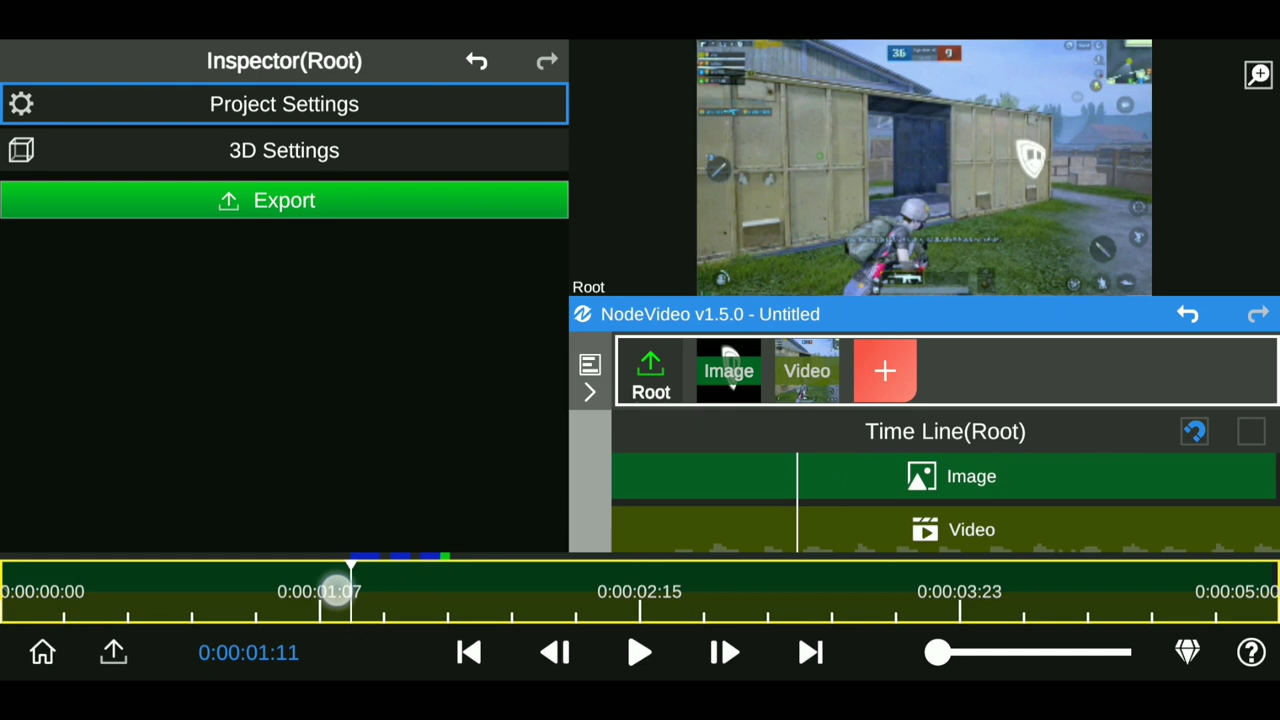 Inspector(Root)
Project Settings
3D Settings
Export
36
9
Root
NodeVideo v1.5.0 - Untitled
Root
Image
Video
Time Line(Root)
Image
Video
0:00:00:00
0:00:01:07
0:00:02:15
0:00:03:23
0:00:05:00
0:00:01:11